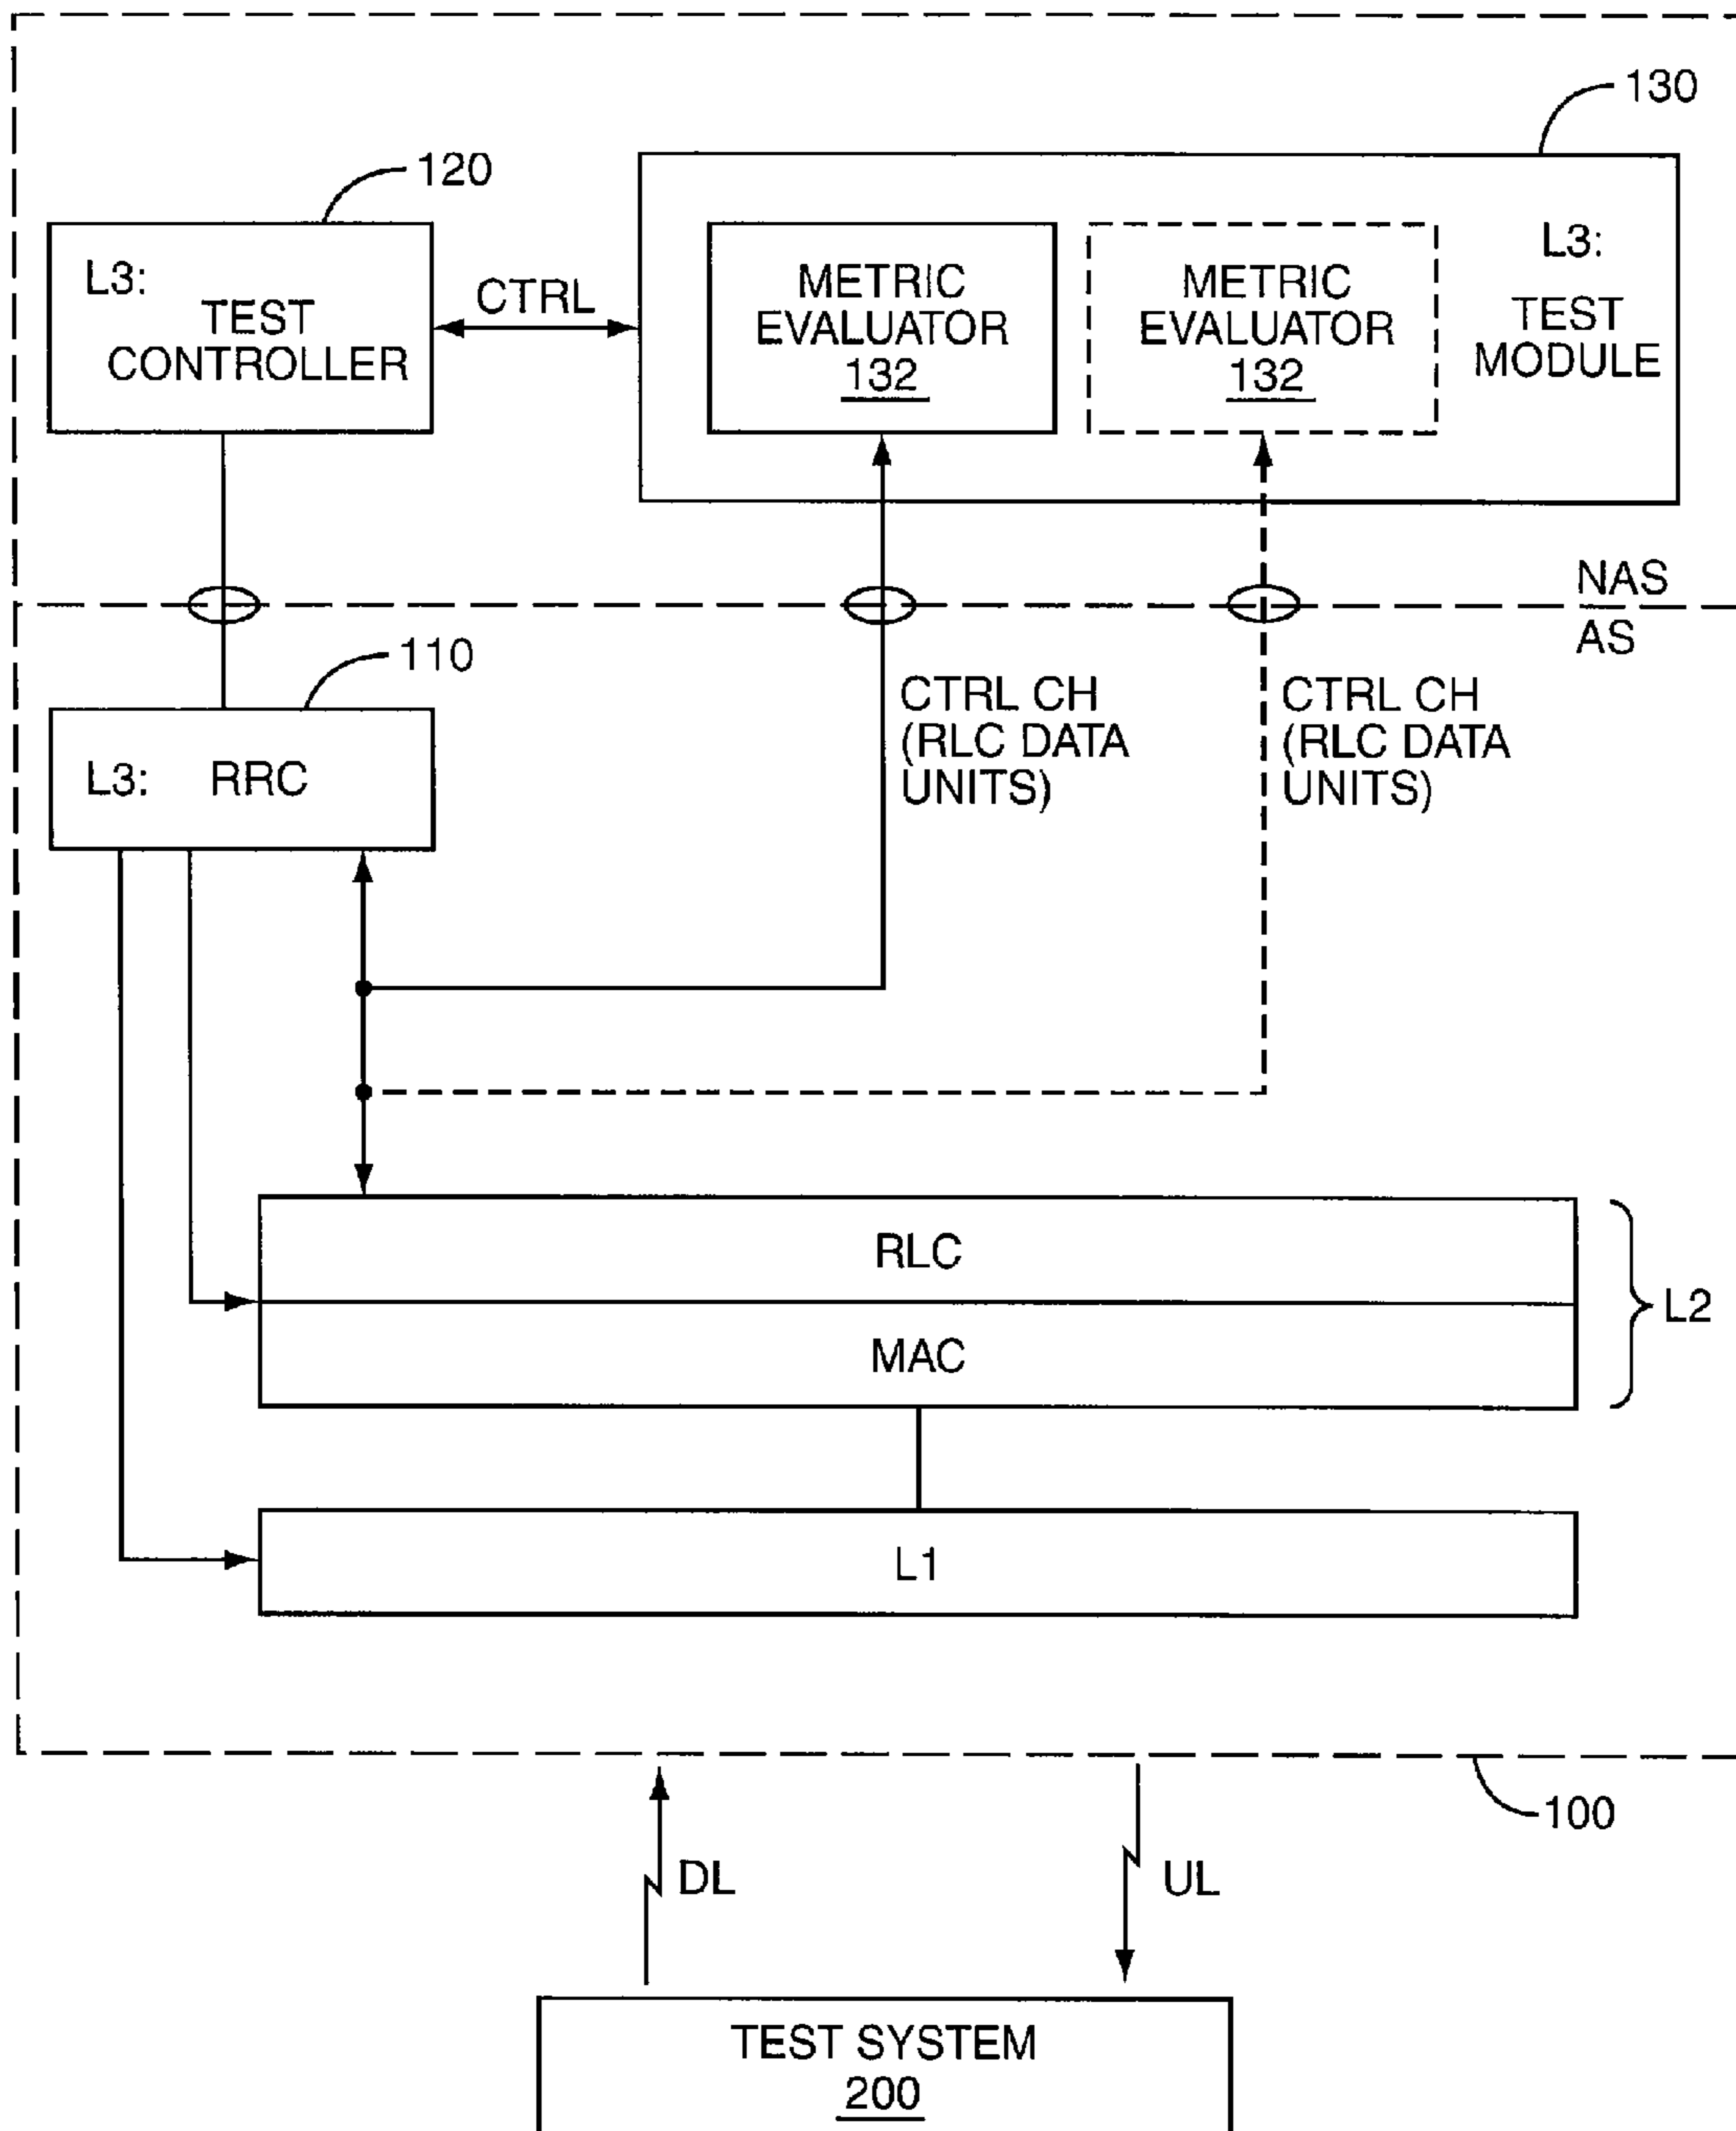 130
120
L3:
TEST
CONTROLLER
CTRL
METRIC
EVALUATOR
132
METRIC
EVALUATOR
132
L3:
TEST
MODULE
NAS
AS
110
L3: RRC
CTRL CH
(RLC DATA
UNITS)
CTRL CH
(RLC DATA
UNITS)
RLC
MAC
L2
L1
100
DL
UL
TEST SYSTEM
200